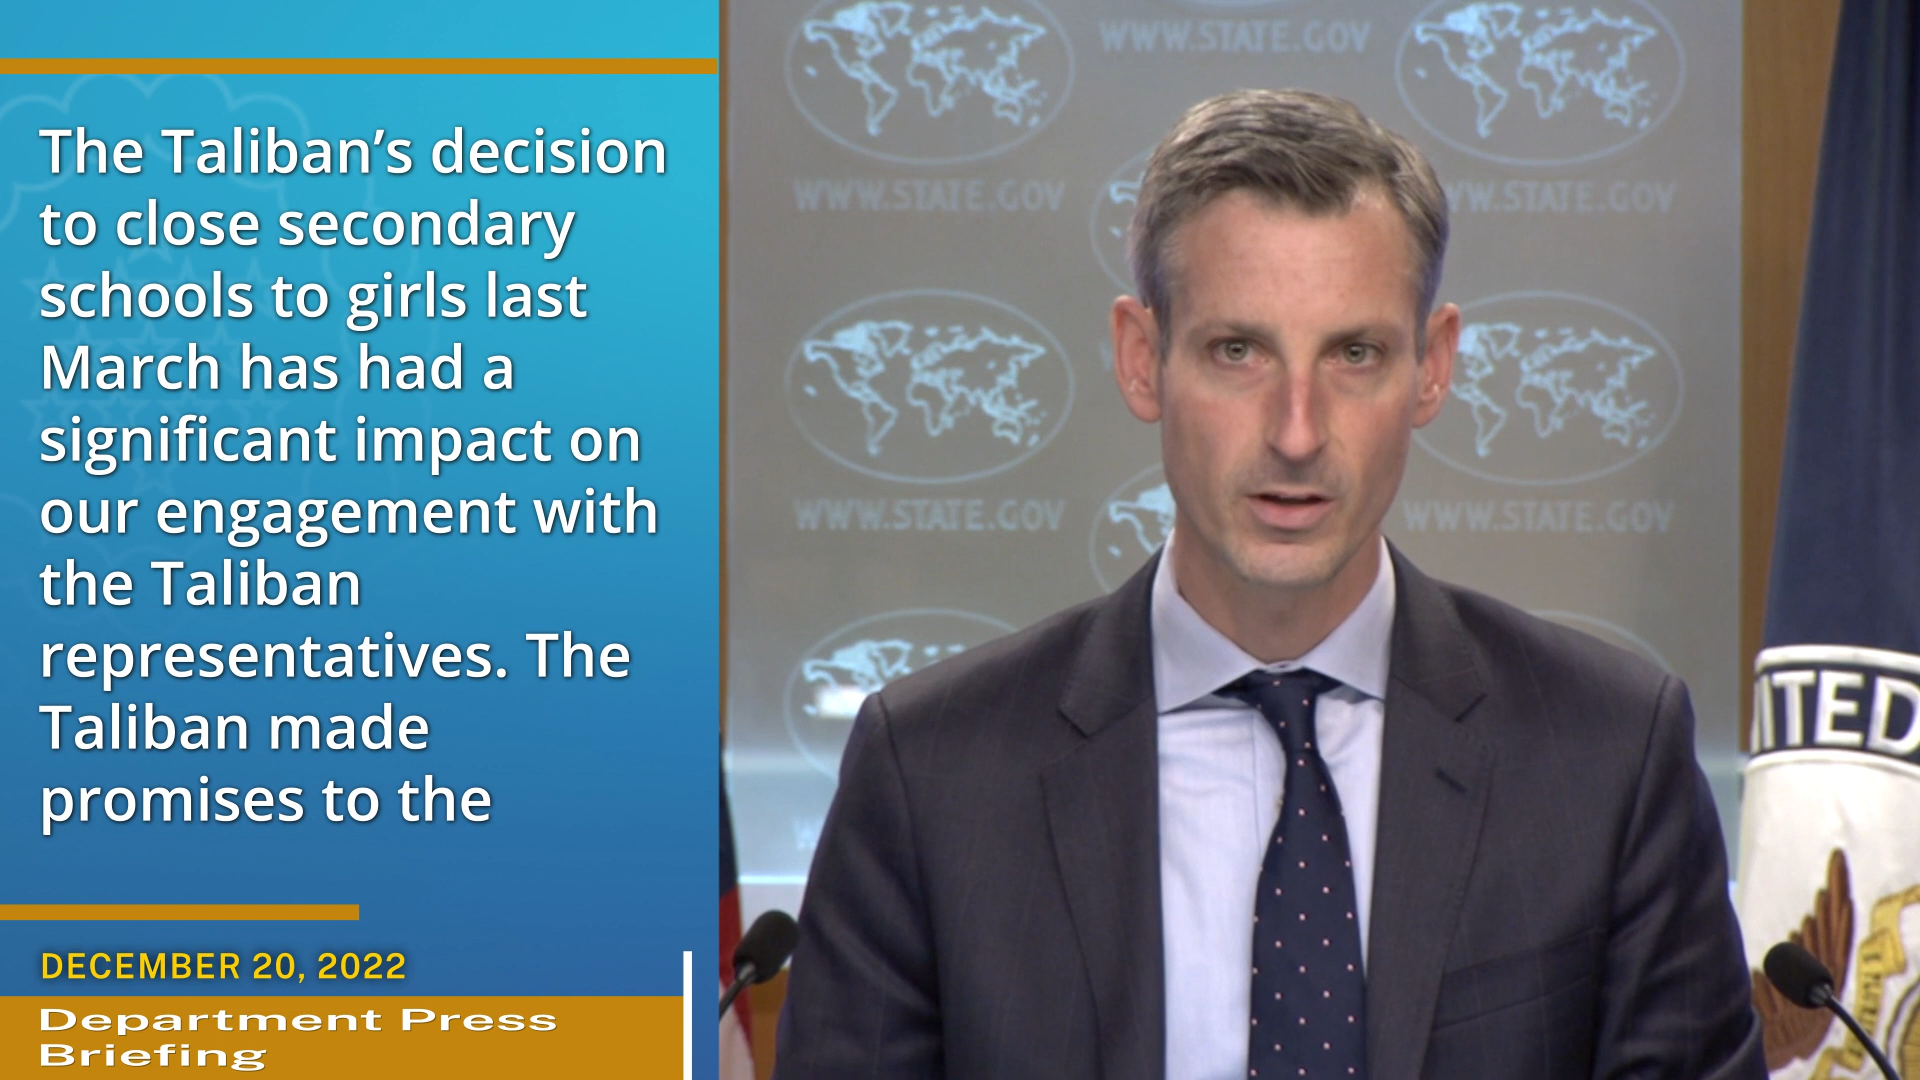 The Taliban’s decision
to close secondary
schools to girls last
March has had a
significant impact on
our engagement with
the Taliban
representatives. The
Taliban made
promises to the
DECEMBER 20, 2022
Department Press
Briefing
WWW.STATE.GOV
WWW.STATE.GOV
WWW.STATE.GOV
WWW.STATE.GOV
WWW.STATE.GOV
ITED